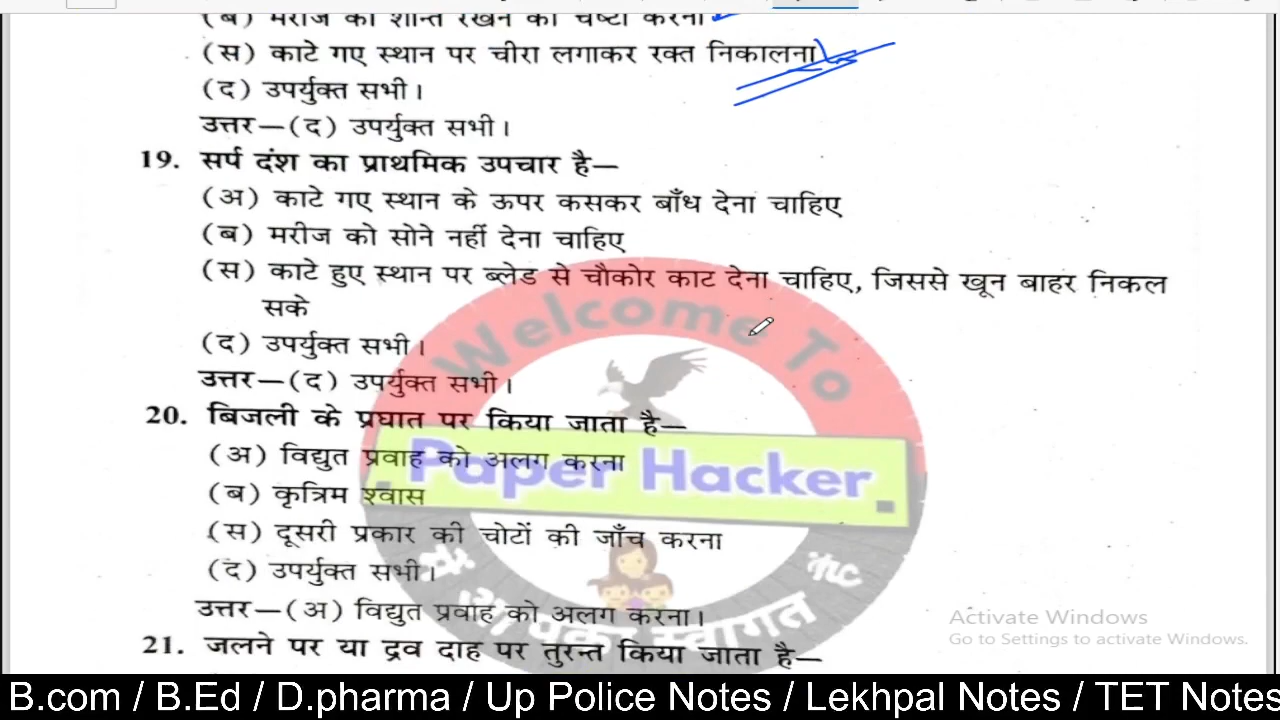 (ब) मरीज को शान्त रखने की चेष्टा करना
(स) काटे गए स्थान पर चीरा लगाकर रक्त निकालना
(द) उपर्युक्त सभी।
उत्तर—(द) उपर्युक्त सभी।
19. सर्प दंश का प्राथमिक उपचार है—
(अ) काटे गए स्थान के ऊपर कसकर बाँध देना चाहिए
(ब) मरीज को सोने नहीं देना चाहिए
(स) काटे हुए स्थान पर ब्लेड से चौकोर काट देना चाहिए, जिससे खून बाहर निकल
सके
(द) उपर्युक्त सभी।
उत्तर—(द) उपर्युक्त सभी।
20. बिजली के प्रघात पर किया जाता है—
(अ) विद्युत प्रवाह को अलग करना
(ब) कृत्रिम श्वास
(स) दूसरी प्रकार की चोटों की जाँच करना
(द) उपर्युक्त सभी।
उत्तर—(अ) विद्युत प्रवाह को अलग करना।
21. जलने पर या द्रव दाह पर तुरन्त किया जाता है—
Welcome To
Paper Hacker
आपका स्वागत
Activate Windows
Go to Settings to activate Windows.
B.com / B.Ed / D.pharma / Up Police Notes / Lekhpal Notes / TET Notes